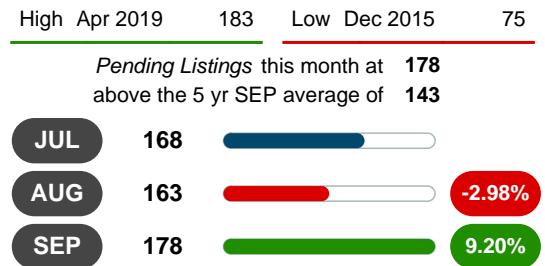 High Apr 2019 183 Low Dec 2015 75
Pending Listings this month at 178
above the 5 yr SEP average of 143
JUL 168
AUG 163 -2.98%
SEP 178 9.20%